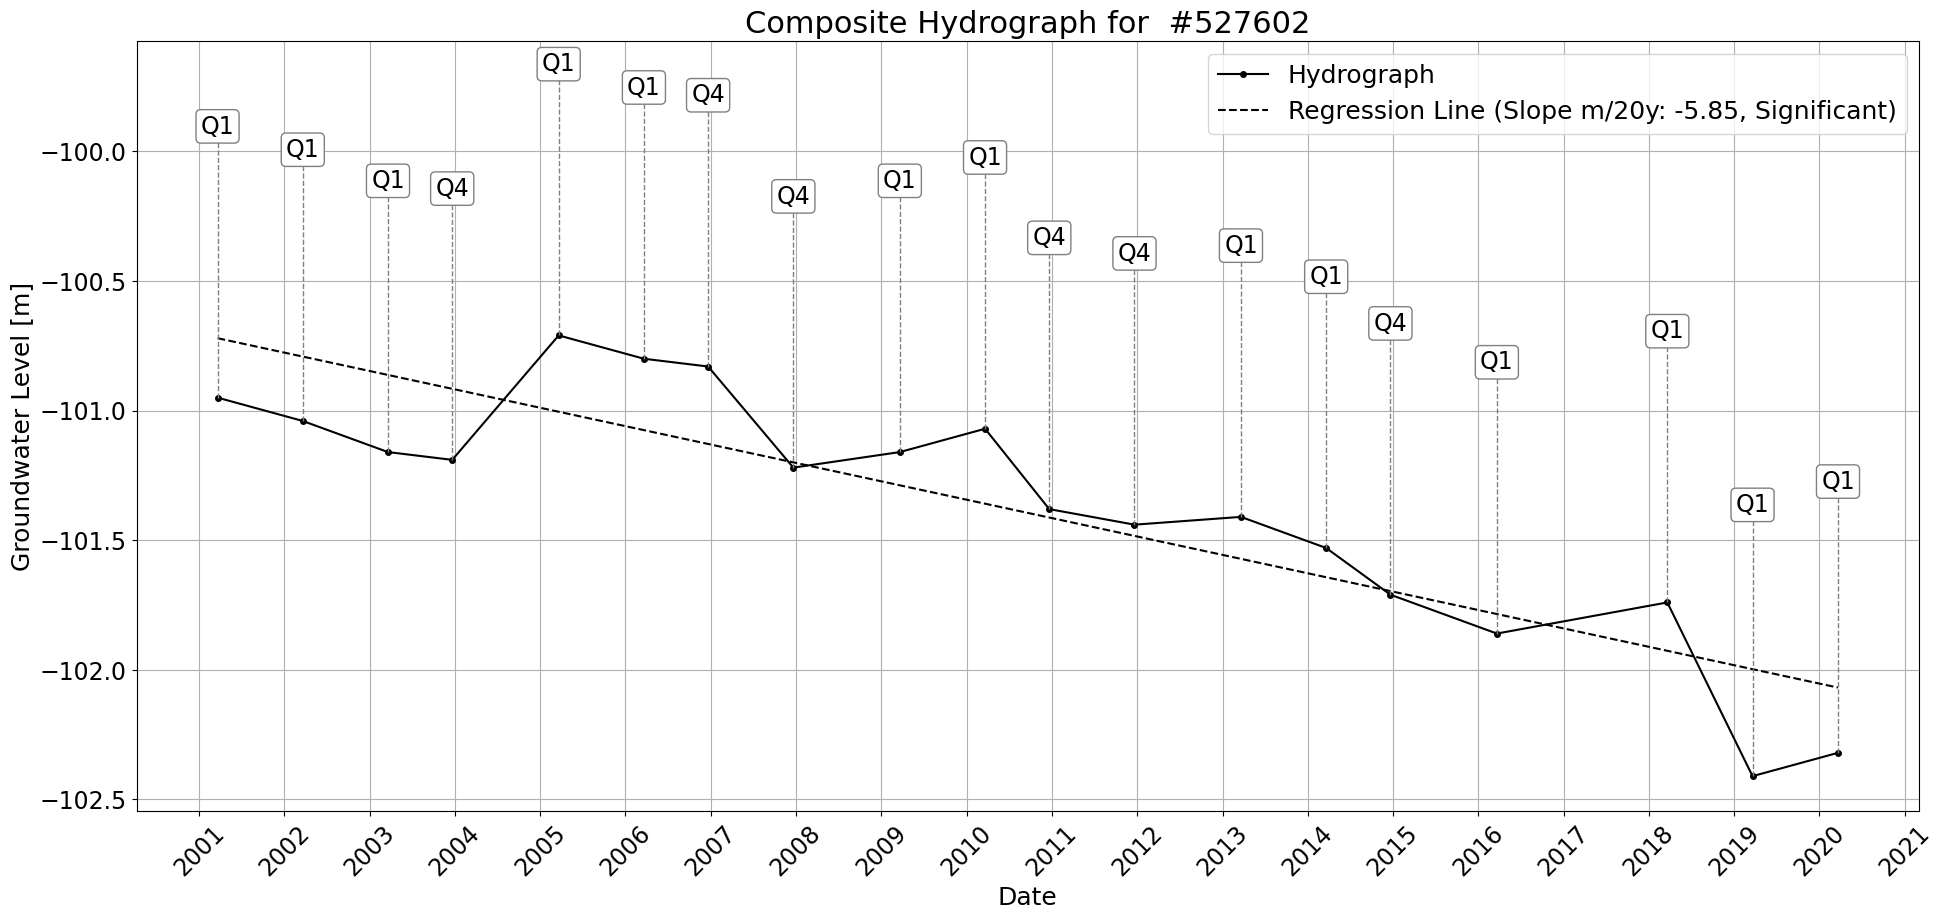 Composite Hydrograph for  #527602
Hydrograph
Regression Line (Slope m/20y: -5.85, Significant)
Q1
Q1
Q1
Q4
Q1
Q1
Q4
Q4
Q1
Q1
Q4
Q4
Q1
Q1
Q4
Q1
Q1
Q1
Q1
Groundwater Level [m]
−100.0
−100.5
−101.0
−101.5
−102.0
−102.5
2001
2002
2003
2004
2005
2006
2007
2008
2009
2010
2011
2012
2013
2014
2015
2016
2017
2018
2019
2020
2021
Date